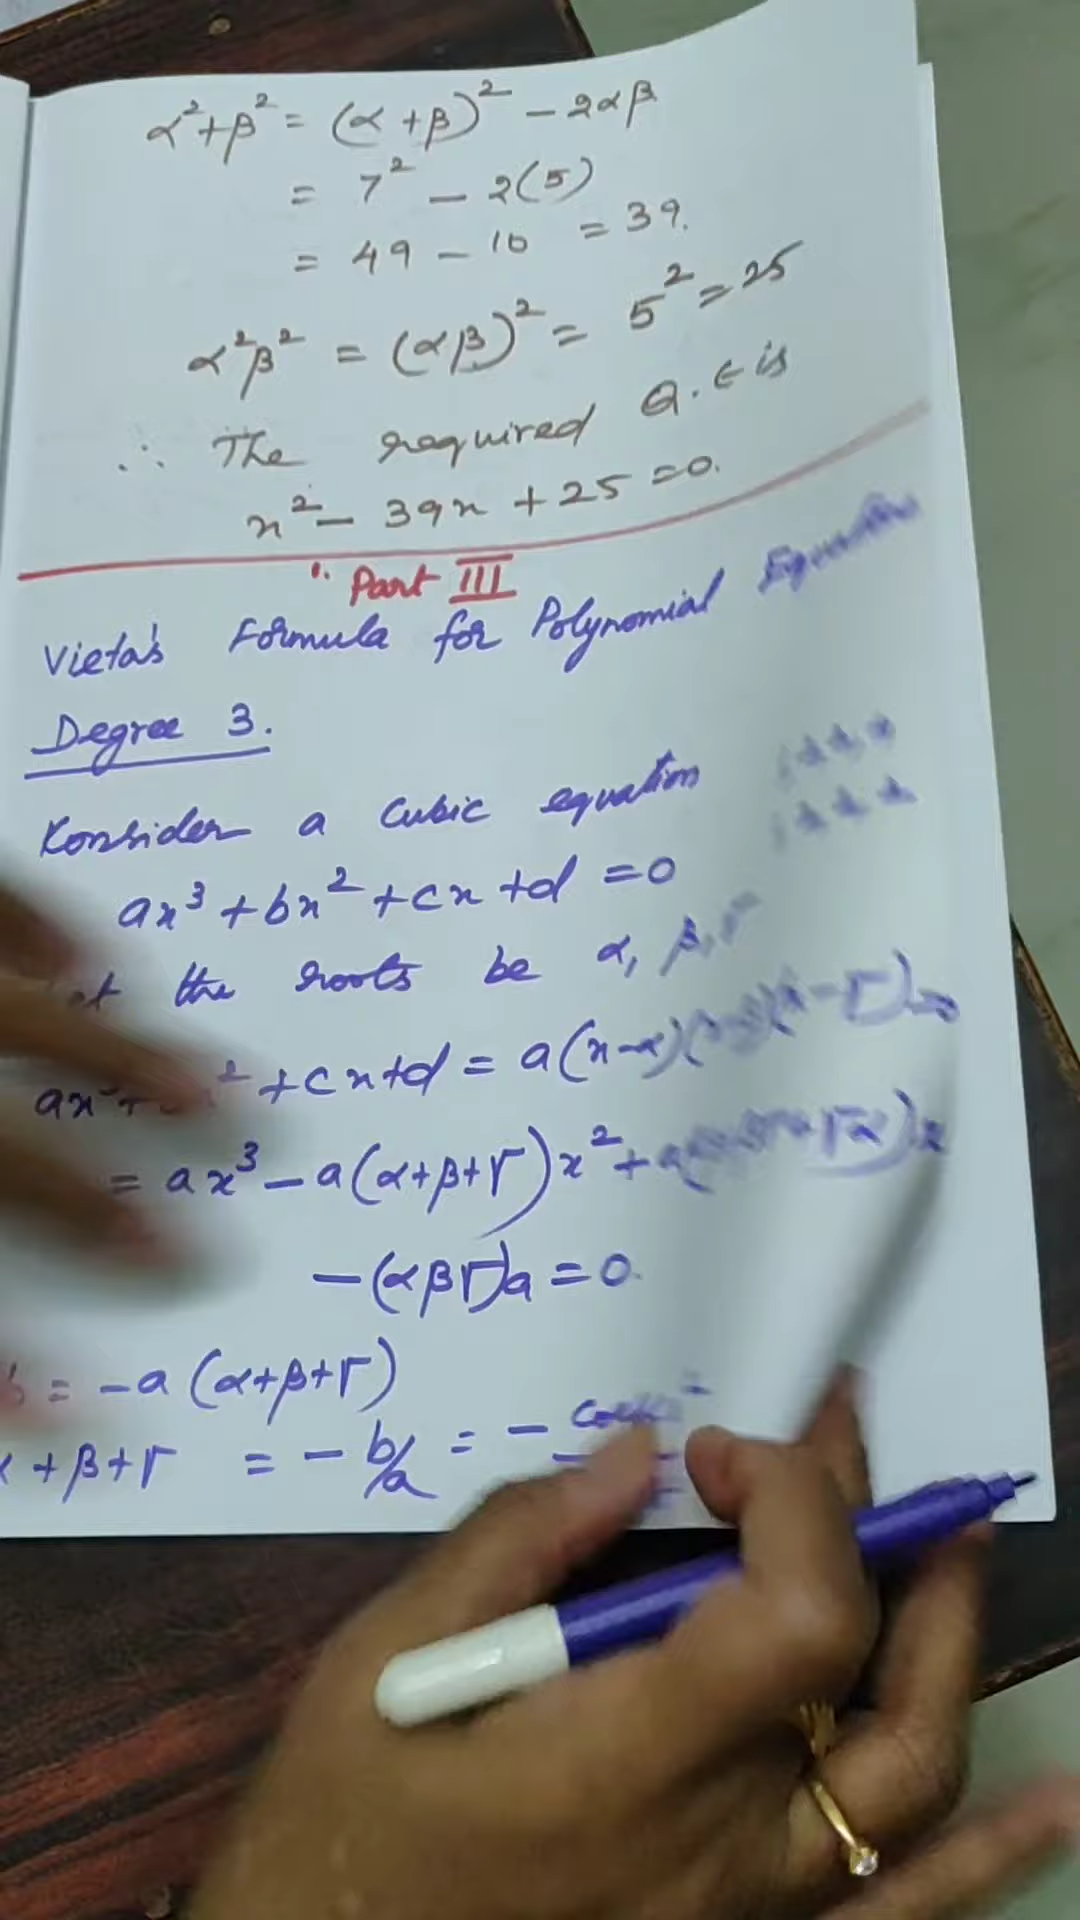 α²+β² = (α+β)² - 2αβ
= 7² - 2(5)
= 49 - 10 = 39.
α²β² = (αβ)² = 5² = 25
∴ The required Q.E is
x² - 39x + 25 = 0.
Part III
Vieta's Formula for Polynomial Equation
Degree 3.
Consider a Cubic equation
ax³ + bx² + cx + d = 0
the roots be α, β,
+ cx + d = a(x-α)
= ax³ - a(α+β+Γ)x² +
-(αβΓ)a = 0.
= -a(α+β+Γ)
+ β + Γ = - b/a = -